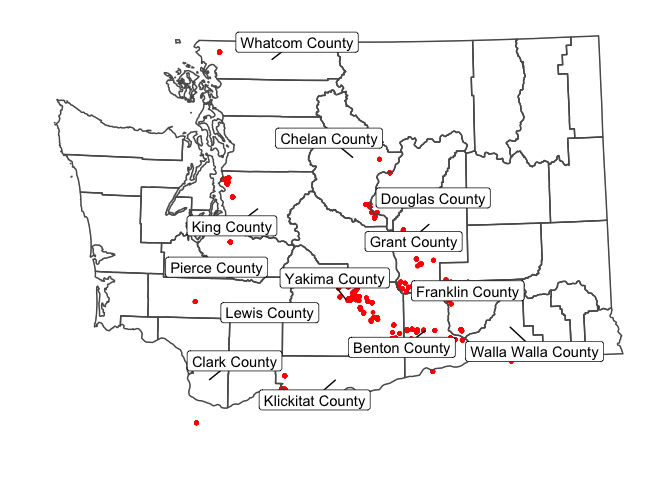 Whatcom County
Chelan County
Douglas County
King County
Grant County
Pierce County
Yakima County
Franklin County
Lewis County
Benton County
Walla Walla County
Clark County
Klickitat County